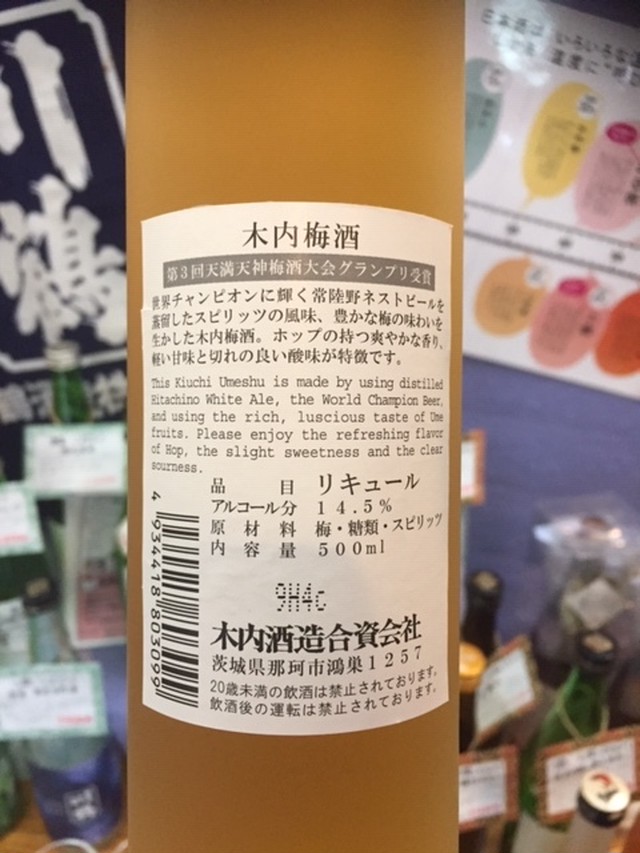 木内梅酒
第3回天満天神梅酒大会グランプリ受賞
世界チャンピオンに輝く常陸野ネストビールを
蒸留したスピリッツの風味、豊かな梅の味わいを
生かした木内梅酒。ホップの持つ爽やかな香り、
軽い甘味と切れの良い酸味が特徴です。
This Kiuchi Umeshu is made by using distilled
Hitachino White Ale, the World Champion Beer,
and using the rich, luscious taste of Ume
fruits. Please enjoy the refreshing flavor
of Hop, the slight sweetness and the clear
sourness.
品目 リキュール
アルコール分 14.5%
原材料 梅・糖類・スピリッツ
内容量 500ml
4 934418 803099
9H4c
木内酒造合資会社
茨城県那珂市鴻巣1257
20歳未満の飲酒は禁止されております。
飲酒後の運転は禁止されております。
川鶴